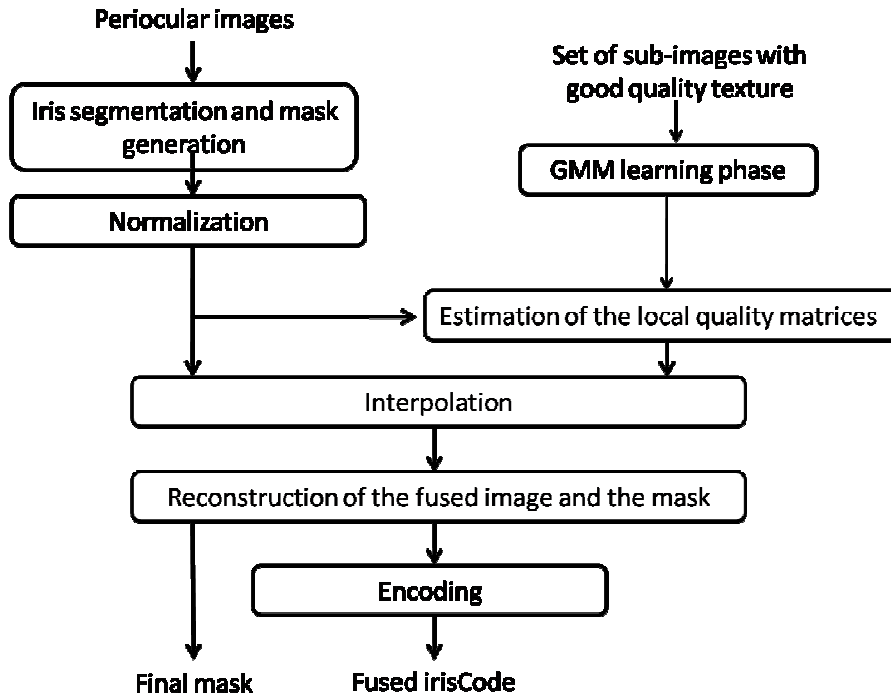 Periocular images
Set of sub-images with
good quality texture
Iris segmentation and mask
generation
GMM learning phase
Normalization
Estimation of the local quality matrices
Interpolation
Reconstruction of the fused image and the mask
Encoding
Final mask
Fused irisCode